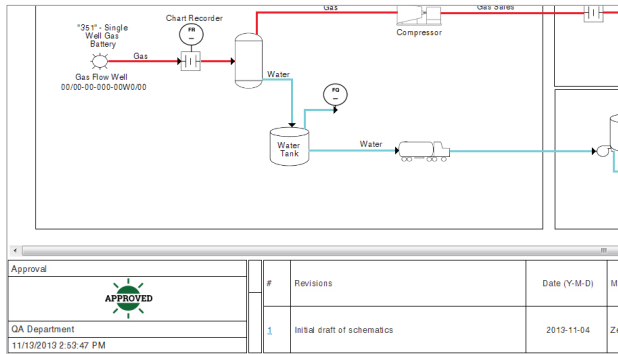 Gas
Gas Sales
"351" - Single
Well Gas
Battery
Chart Recorder
FR
Compressor
Gas
Gas Flow Well
00/00-00-000-00W0/00
Water
FQ
Water
Tank
Water
Approval
APPROVED
QA Department
11/13/2013 2:53:47 PM
#
Revisions
Date (Y-M-D)
M
1
Initial draft of schematics
2013-11-04
Ze